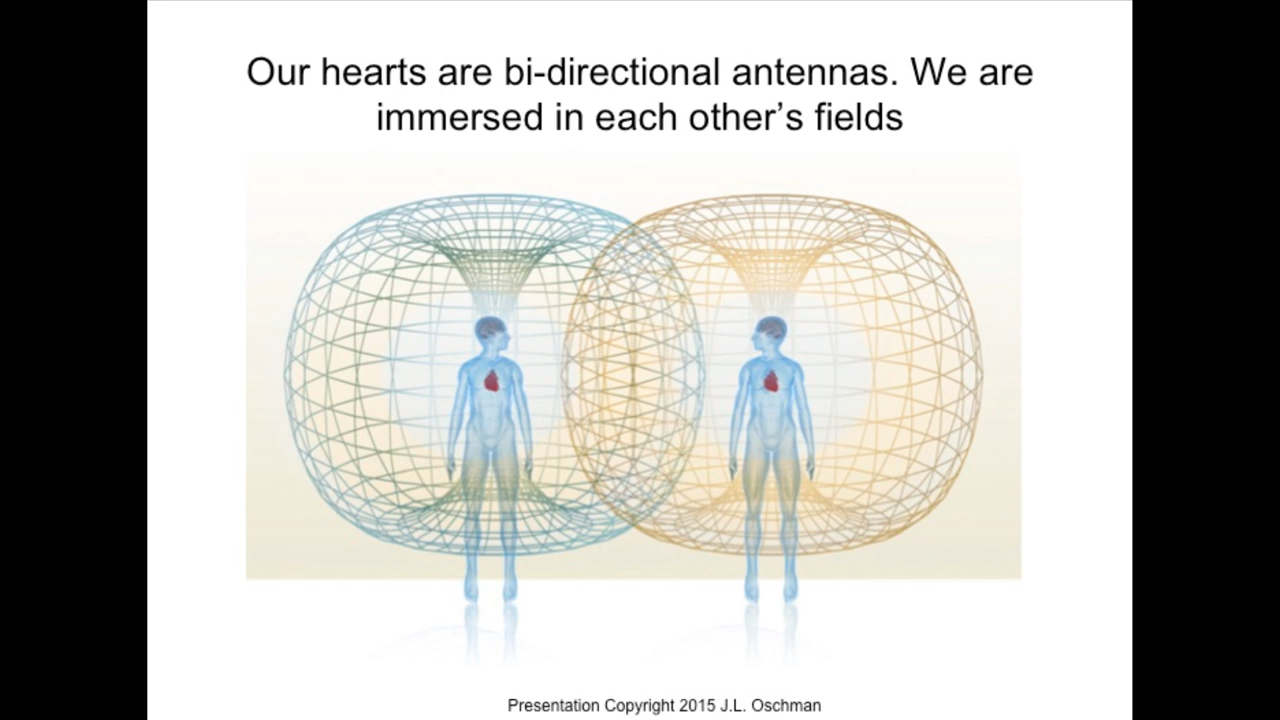 Our hearts are bi-directional antennas. We are
immersed in each other’s fields
Presentation Copyright 2015 J.L. Oschman